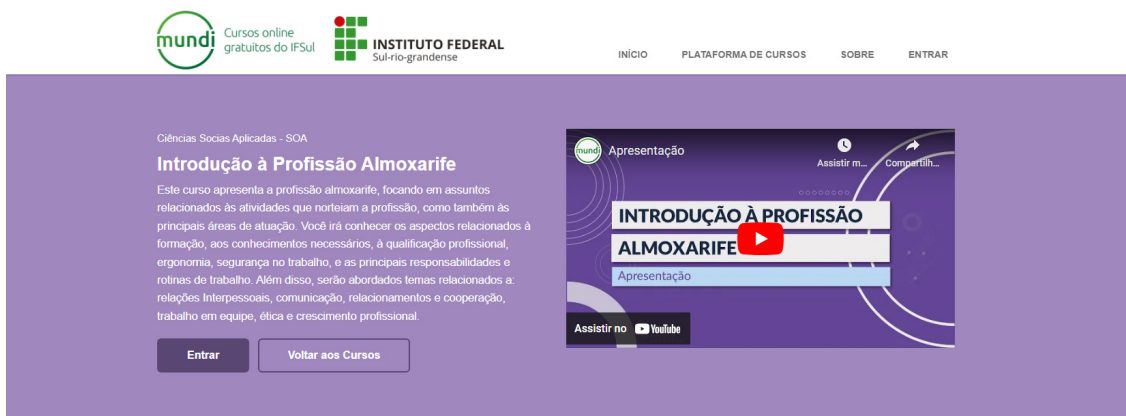 mundi
Cursos online
gratuitos do IFSul
INSTITUTO FEDERAL
Sul-rio-grandense
INÍCIO
PLATAFORMA DE CURSOS
SOBRE
ENTRAR
Ciências Socias Aplicadas - SOA
Introdução à Profissão Almoxarife
Este curso apresenta a profissão almoxarife, focando em assuntos
relacionados às atividades que norteiam a profissão, como também às
principais áreas de atuação. Você irá conhecer os aspectos relacionados à
formação, aos conhecimentos necessários, à qualificação profissional,
ergonomia, segurança no trabalho, e as principais responsabilidades e
rotinas de trabalho. Além disso, serão abordados temas relacionados a:
relações Interpessoais, comunicação, relacionamentos e cooperação,
trabalho em equipe, ética e crescimento profissional.
Entrar
Voltar aos Cursos
mundi
Apresentação
Assistir m...
Compartilh...
INTRODUÇÃO À PROFISSÃO
ALMOXARIFE
Apresentação
Assistir no YouTube